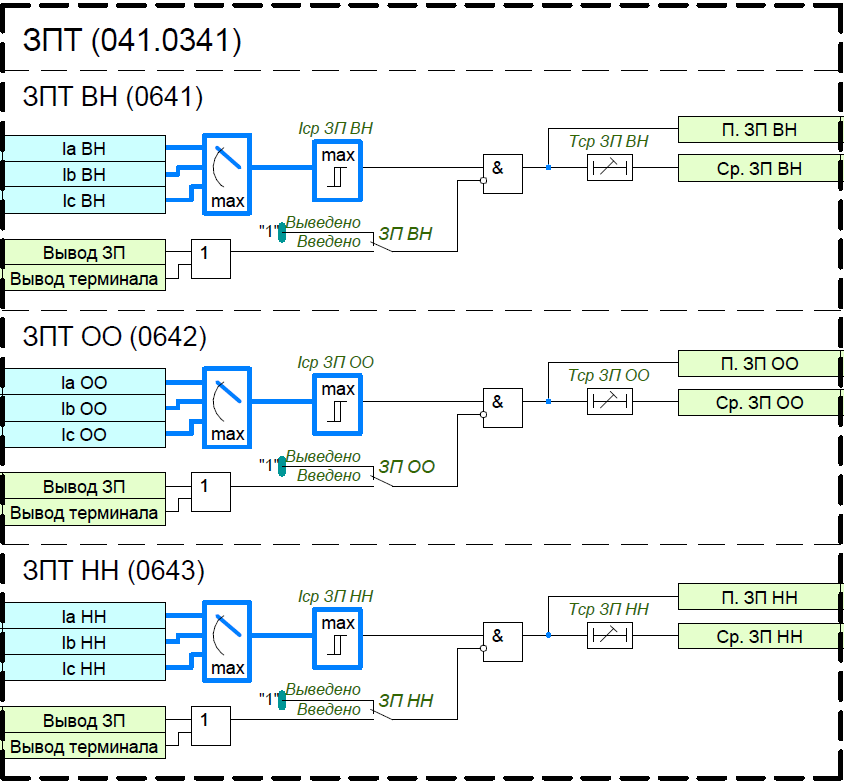 ЗПТ (041.0341)
ЗПТ ВН (0641)
Iср ЗП ВН
Ia ВН
Ib ВН
Ic ВН
max
max
&
Тср ЗП ВН
П. ЗП ВН
Ср. ЗП ВН
"1"
Выведено
Введено
ЗП ВН
Вывод ЗП
Вывод терминала
1
ЗПТ ОО (0642)
Iср ЗП ОО
Ia ОО
Ib ОО
Ic ОО
max
max
&
Тср ЗП ОО
П. ЗП ОО
Ср. ЗП ОО
"1"
Выведено
Введено
ЗП ОО
Вывод ЗП
Вывод терминала
1
ЗПТ НН (0643)
Iср ЗП НН
Ia НН
Ib НН
Ic НН
max
max
&
Тср ЗП НН
П. ЗП НН
Ср. ЗП НН
"1"
Выведено
Введено
ЗП НН
Вывод ЗП
Вывод терминала
1